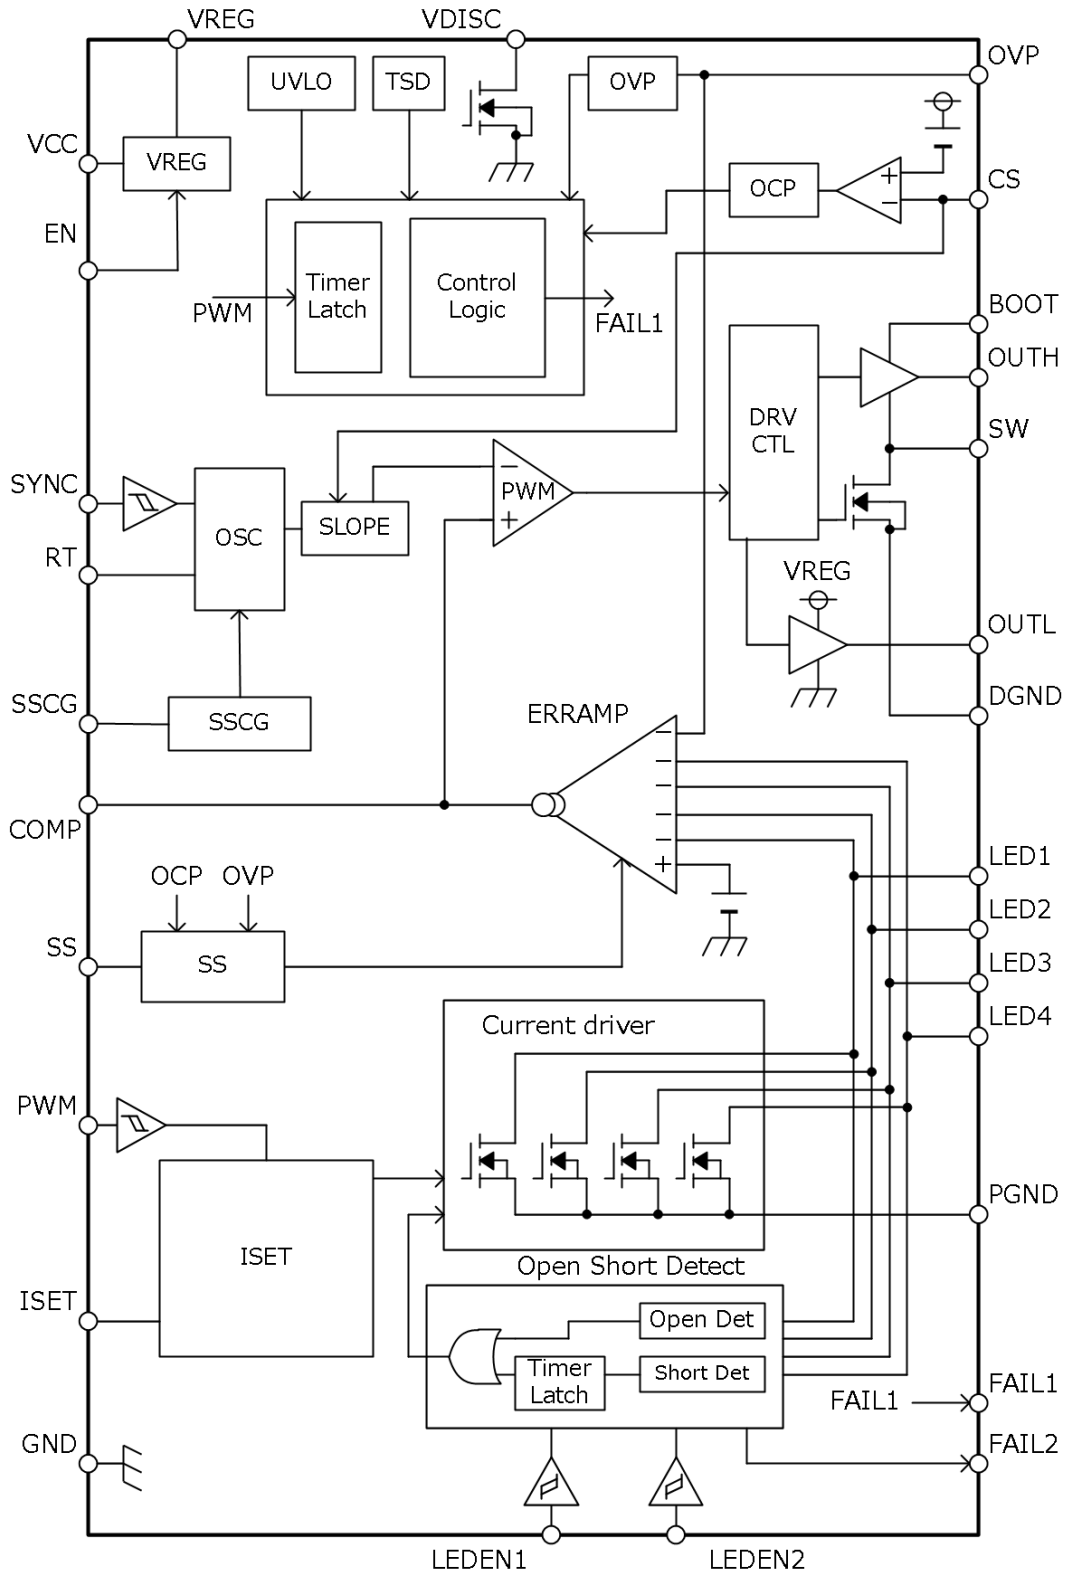 VREG
VDISC
OVP
UVLO
TSD
OVP
VCC
VREG
OCP
+
−
CS
EN
Timer
Latch
Control
Logic
PWM
FAIL1
BOOT
OUTH
DRV
CTL
SW
SYNC
−
PWM
+
OSC
SLOPE
RT
VREG
OUTL
SSCG
SSCG
DGND
ERRAMP
−
−
−
−
−
+
COMP
LED1
OCP OVP
LED2
SS
SS
LED3
LED4
Current driver
PWM
PGND
ISET
Open Short Detect
ISET
Open Det
Timer
Latch
Short Det
FAIL1
FAIL1
GND
FAIL2
LEDEN1
LEDEN2